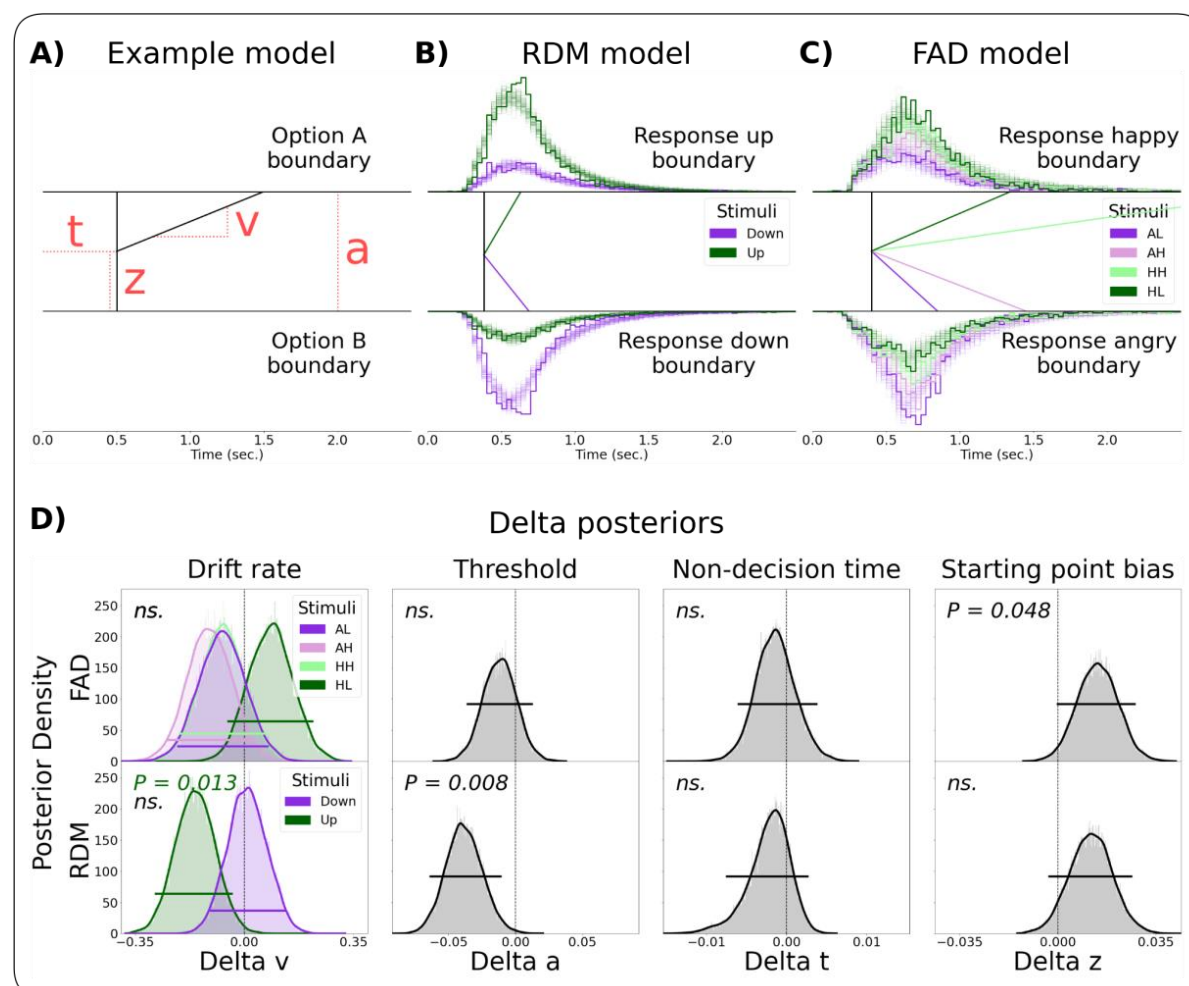 A) Example model
Option A
boundary
t
v
a
z
Option B
boundary
0.0 0.5 1.0 1.5 2.0
Time (sec.)
B) RDM model
Response up
boundary
Stimuli
Down
Up
Response down
boundary
0.0 0.5 1.0 1.5 2.0
Time (sec.)
C) FAD model
Response happy
boundary
Stimuli
AL
AH
HH
HL
Response angry
boundary
0.0 0.5 1.0 1.5 2.0
Time (sec.)
D) Delta posteriors
Drift rate Threshold Non-decision time Starting point bias
Posterior Density
FAD
250
200
150
100
50
0
ns.
Stimuli
AL
AH
HH
HL
ns.
ns.
P = 0.048
RDM
250
200
150
100
50
0
P = 0.013
ns.
Stimuli
Down
Up
P = 0.008
ns.
ns.
−0.35 0.00 0.35
Delta v
−0.05 0.00 0.05
Delta a
−0.01 0.00 0.01
Delta t
−0.035 0.000 0.035
Delta z